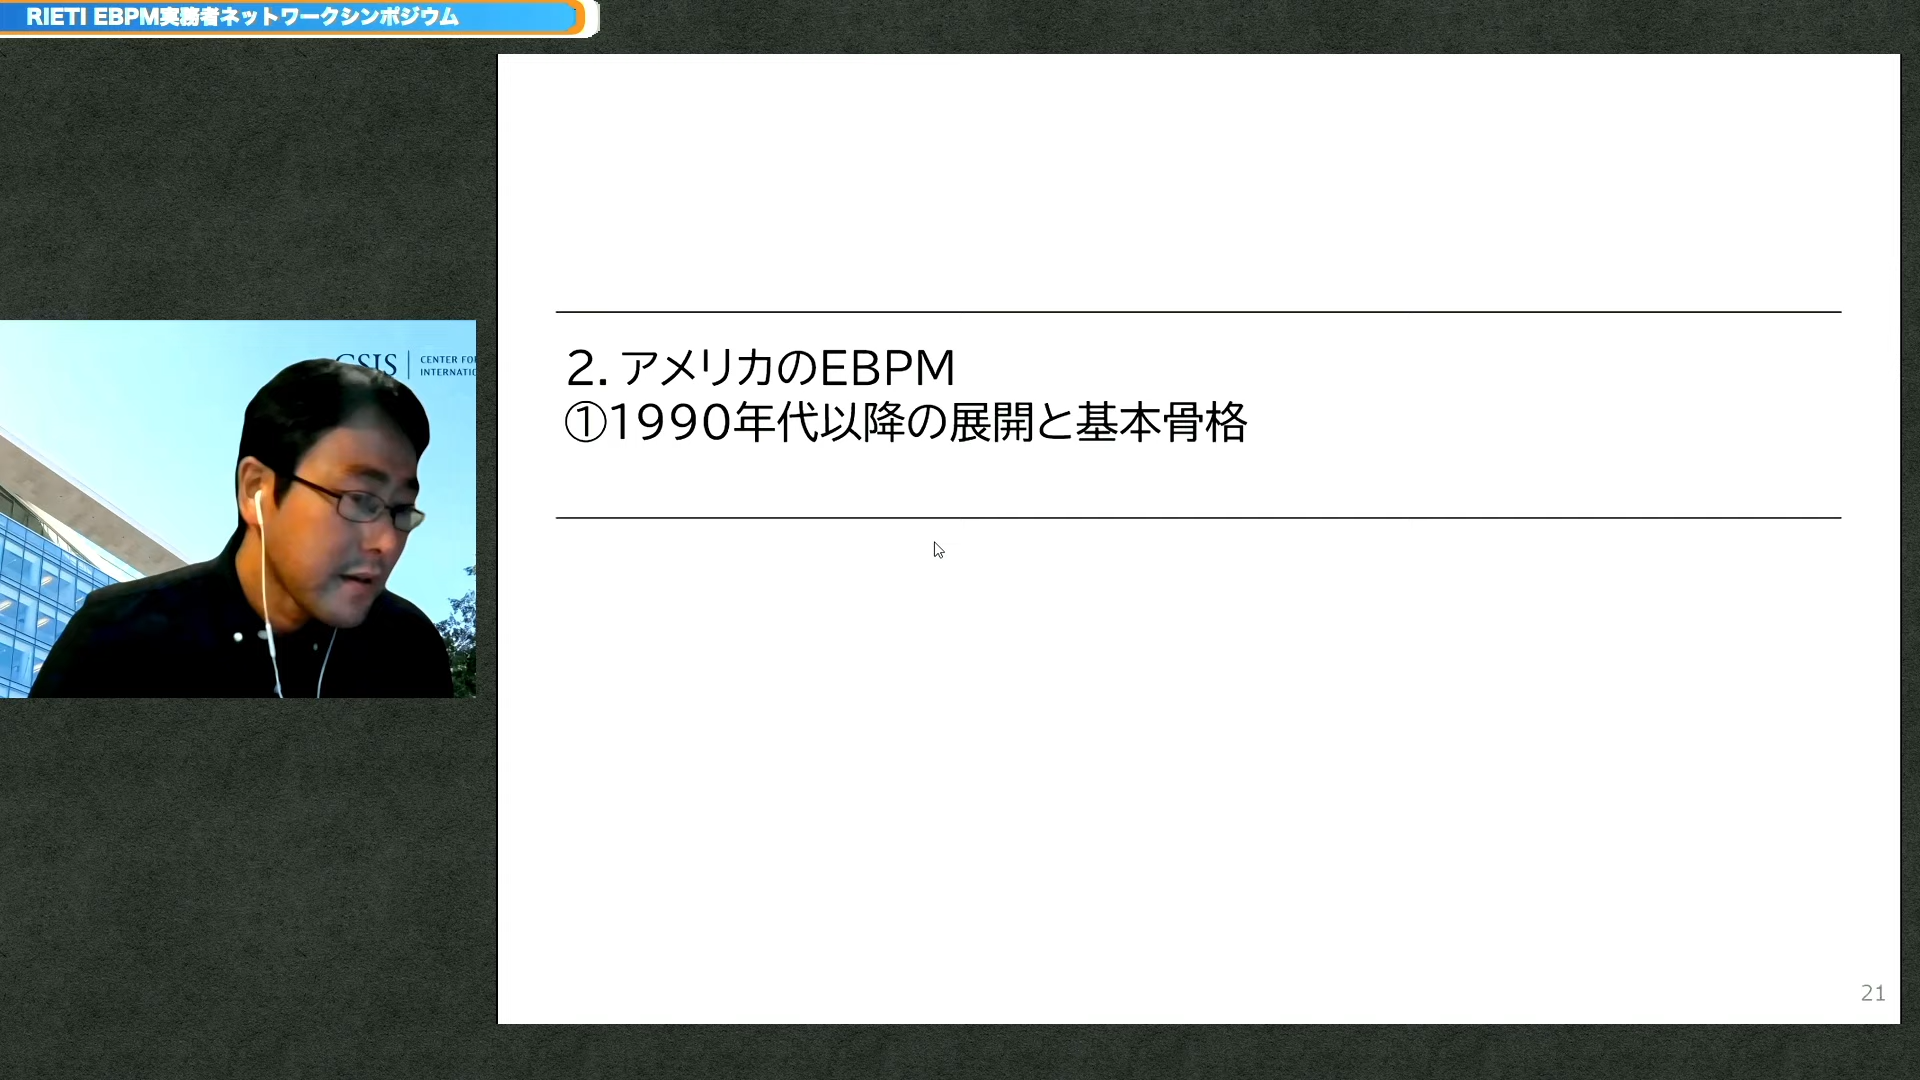 RIETI EBPM実務者ネットワークシンポジウム
CSIS
CENTER FO
INTERNATIO
2. アメリカのEBPM
①1990年代以降の展開と基本骨格
21